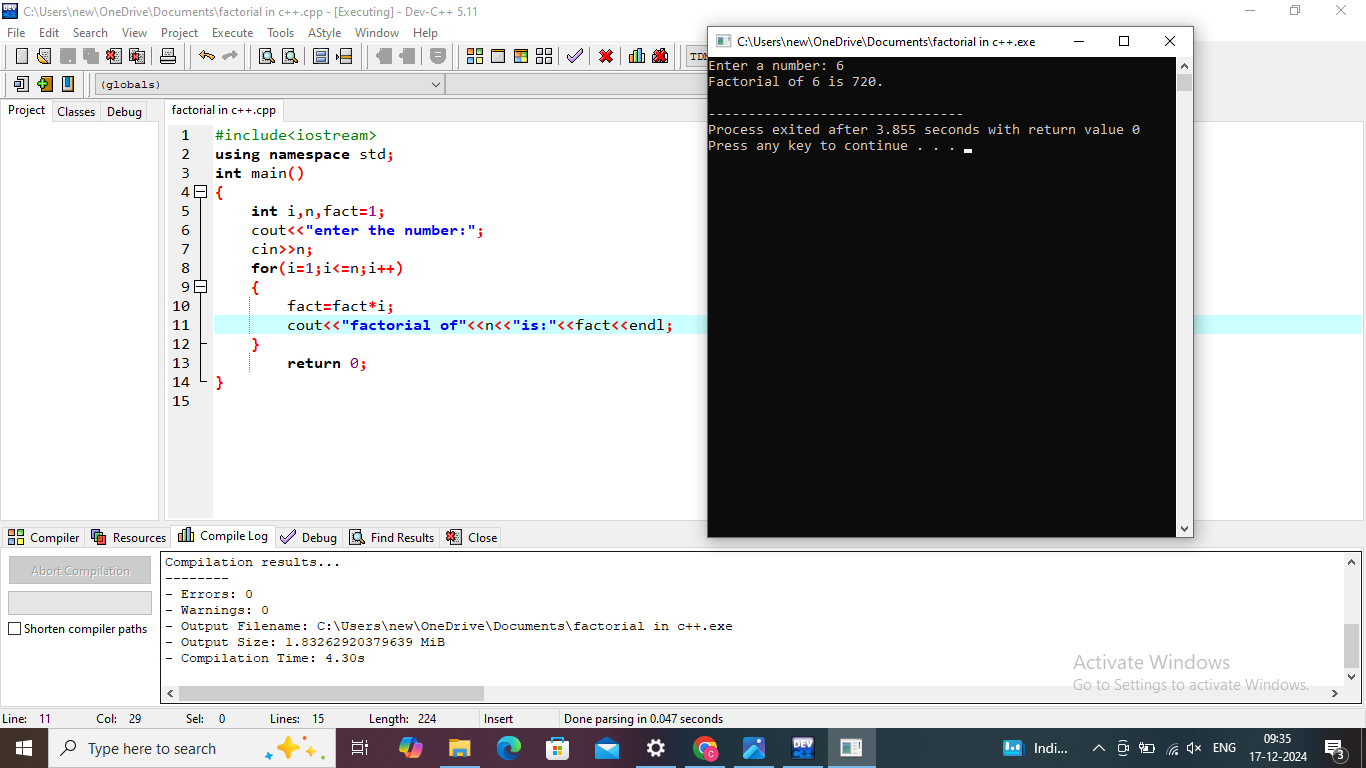 C:\Users\new\OneDrive\Documents\factorial in c++.cpp - [Executing] - Dev-C++ 5.11
File Edit Search View Project Execute Tools AStyle Window Help
TDM
(globals)
Project Classes Debug
factorial in c++.cpp
1 #include<iostream>
2 using namespace std;
3 int main()
4 {
5 int i,n,fact=1;
6 cout<<"enter the number:";
7 cin>>n;
8 for(i=1;i<=n;i++)
9 {
10 fact=fact*i;
11 cout<<"factorial of"<<n<<"is:"<<fact<<endl;
12 }
13 return 0;
14 }
15
C:\Users\new\OneDrive\Documents\factorial in c++.exe
Enter a number: 6
Factorial of 6 is 720.
--------------------------------
Process exited after 3.855 seconds with return value 0
Press any key to continue . . .
Compiler Resources Compile Log Debug Find Results Close
Abort Compilation
Shorten compiler paths
Compilation results...
--------
- Errors: 0
- Warnings: 0
- Output Filename: C:\Users\new\OneDrive\Documents\factorial in c++.exe
- Output Size: 1.83262920379639 MiB
- Compilation Time: 4.30s
Activate Windows
Go to Settings to activate Windows.
Line: 11 Col: 29 Sel: 0 Lines: 15 Length: 224 Insert Done parsing in 0.047 seconds
Type here to search
Indi...
ENG
09:35
17-12-2024
3